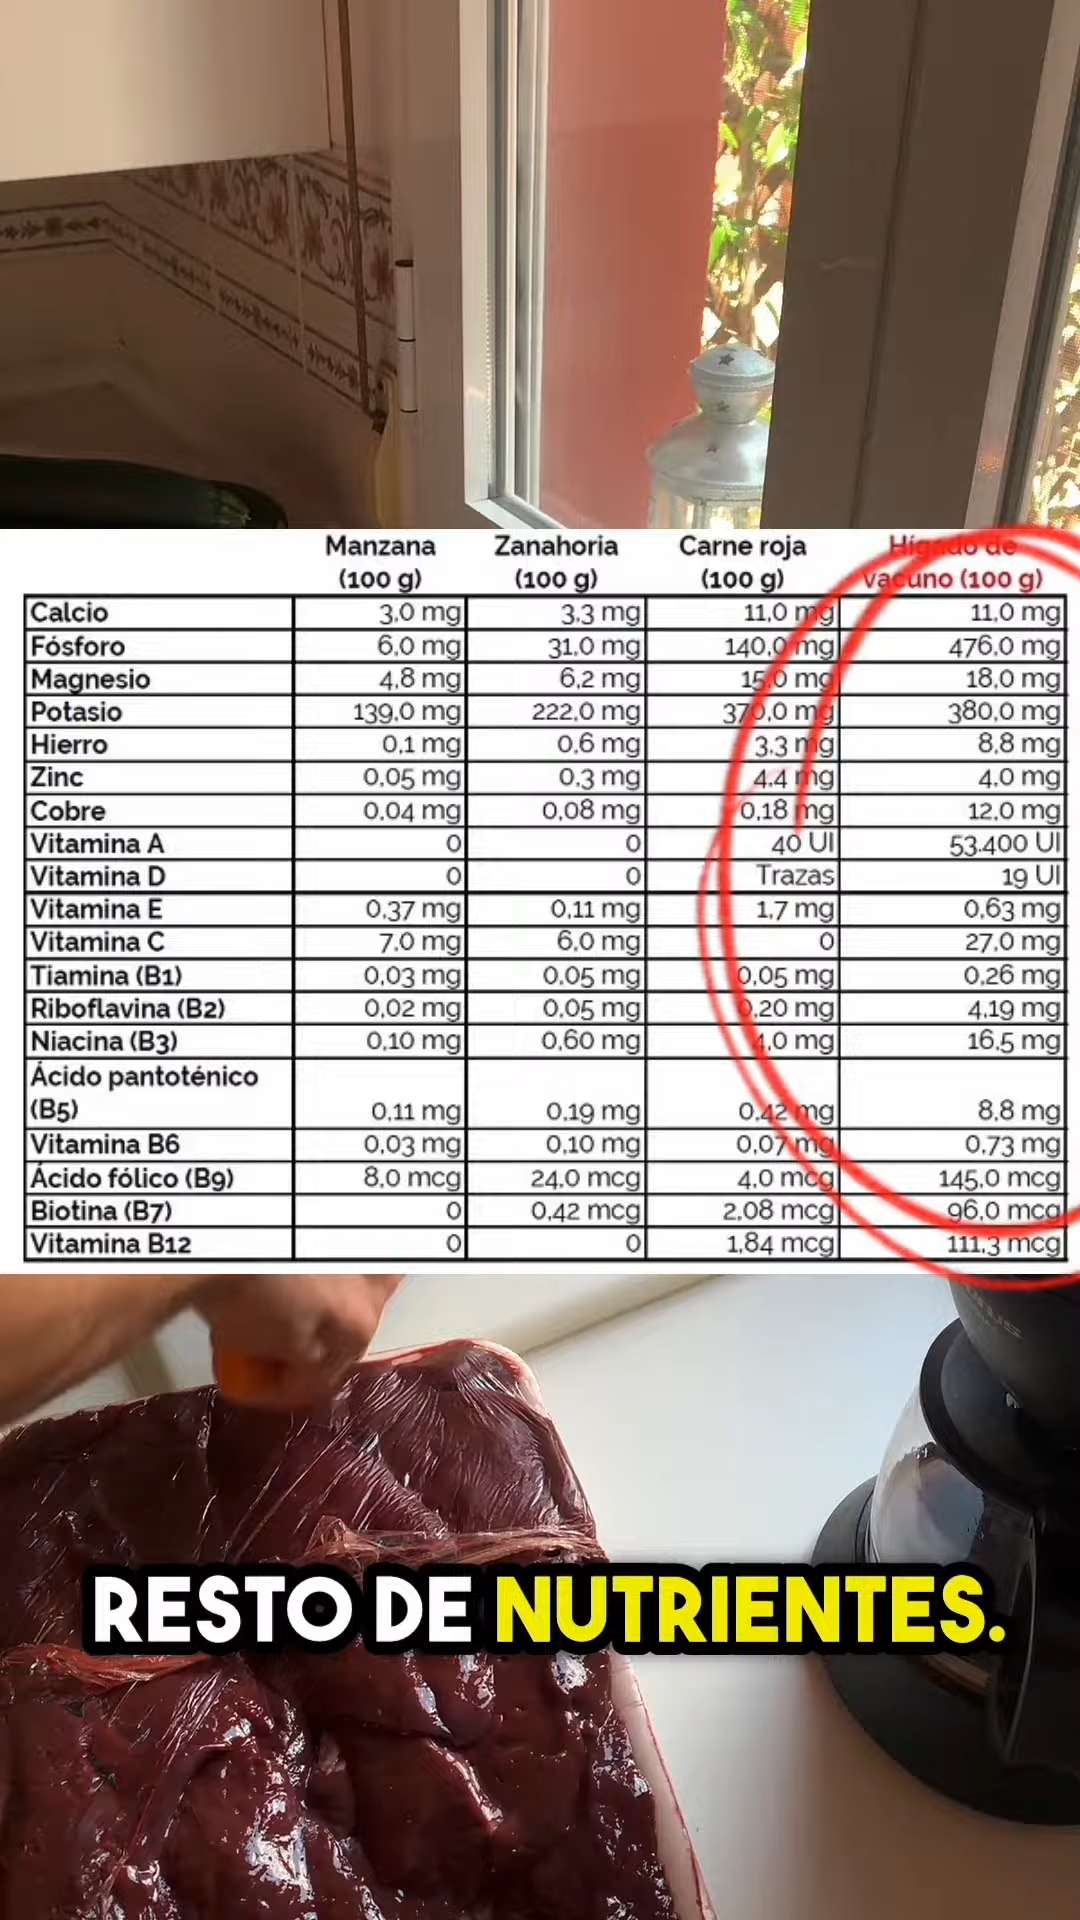 Manzana (100 g) Zanahoria (100 g) Carne roja (100 g) Hígado de vacuno (100 g)
Calcio 3,0 mg 3,3 mg 11,0 mg 11,0 mg
Fósforo 6,0 mg 31,0 mg 140,0 mg 476,0 mg
Magnesio 4,8 mg 6,2 mg 15,0 mg 18,0 mg
Potasio 139,0 mg 222,0 mg 370,0 mg 380,0 mg
Hierro 0,1 mg 0,6 mg 3,3 mg 8,8 mg
Zinc 0,05 mg 0,3 mg 4,4 mg 4,0 mg
Cobre 0,04 mg 0,08 mg 0,18 mg 12,0 mg
Vitamina A 0 0 40 UI 53.400 UI
Vitamina D 0 0 Trazas 19 UI
Vitamina E 0,37 mg 0,11 mg 1,7 mg 0,63 mg
Vitamina C 7,0 mg 6,0 mg 0 27,0 mg
Tiamina (B1) 0,03 mg 0,05 mg 0,05 mg 0,26 mg
Riboflavina (B2) 0,02 mg 0,05 mg 0,20 mg 4,19 mg
Niacina (B3) 0,10 mg 0,60 mg 4,0 mg 16,5 mg
Ácido pantoténico
(B5) 0,11 mg 0,19 mg 0,42 mg 8,8 mg
Vitamina B6 0,03 mg 0,10 mg 0,07 mg 0,73 mg
Ácido fólico (B9) 8,0 mcg 24,0 mcg 4,0 mcg 145,0 mcg
Biotina (B7) 0 0,42 mcg 2,08 mcg 96,0 mcg
Vitamina B12 0 0 1,84 mcg 111,3 mcg
RESTO DE NUTRIENTES.